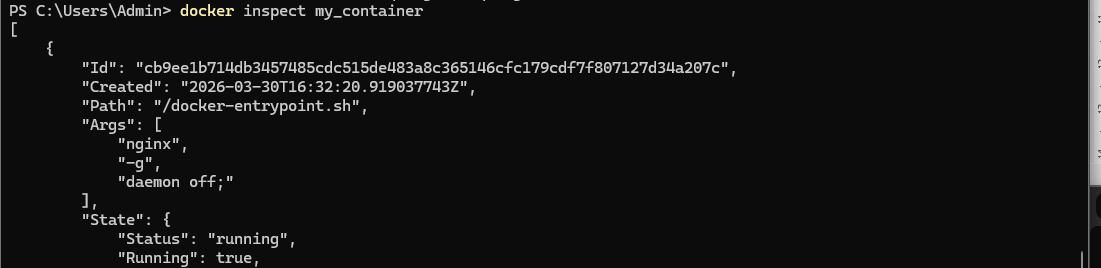 PS C:\Users\Admin> docker inspect my_container
[
    {
        "Id": "cb9ee1b714db3457485cdc515de483a8c365146cfc179cdf7f807127d34a207c",
        "Created": "2026-03-30T16:32:20.919037743Z",
        "Path": "/docker-entrypoint.sh",
        "Args": [
            "nginx",
            "-g",
            "daemon off;"
        ],
        "State": {
            "Status": "running",
            "Running": true,